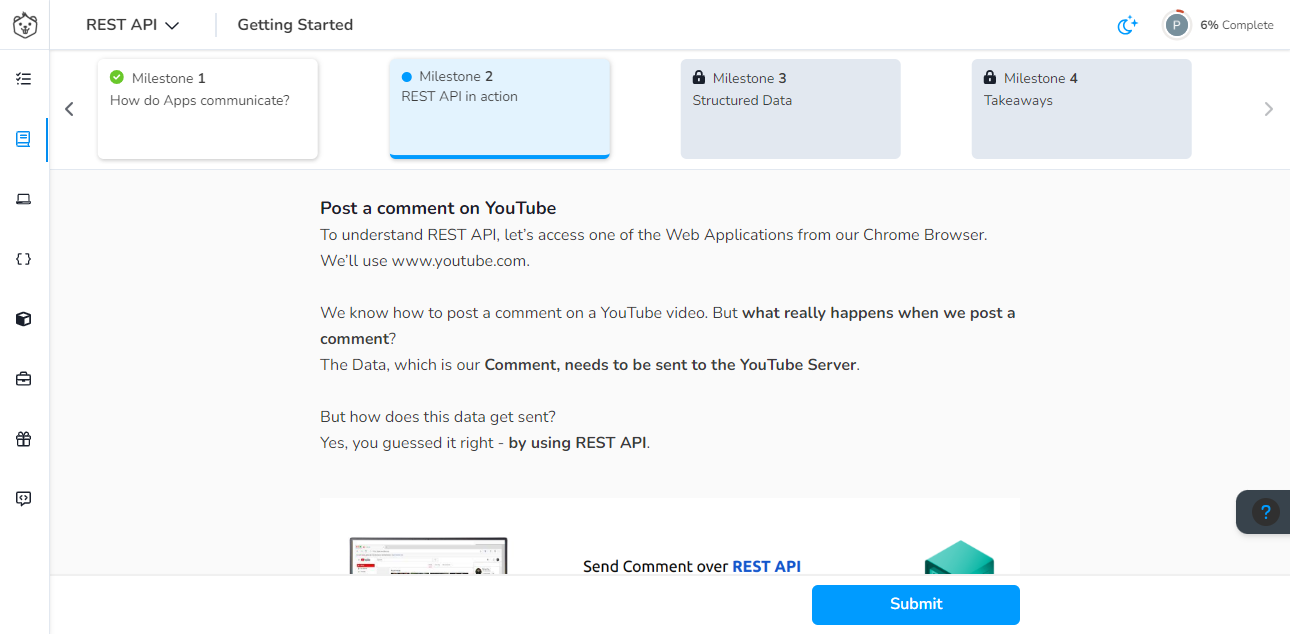 REST API
Getting Started
P
6% Complete
Milestone 1
How do Apps communicate?
Milestone 2
REST API in action
Milestone 3
Structured Data
Milestone 4
Takeaways
Post a comment on YouTube
To understand REST API, let’s access one of the Web Applications from our Chrome Browser.
We’ll use www.youtube.com.
We know how to post a comment on a YouTube video. But what really happens when we post a
comment?
The Data, which is our Comment, needs to be sent to the YouTube Server.
But how does this data get sent?
Yes, you guessed it right - by using REST API.
Send Comment over REST API
?
Submit